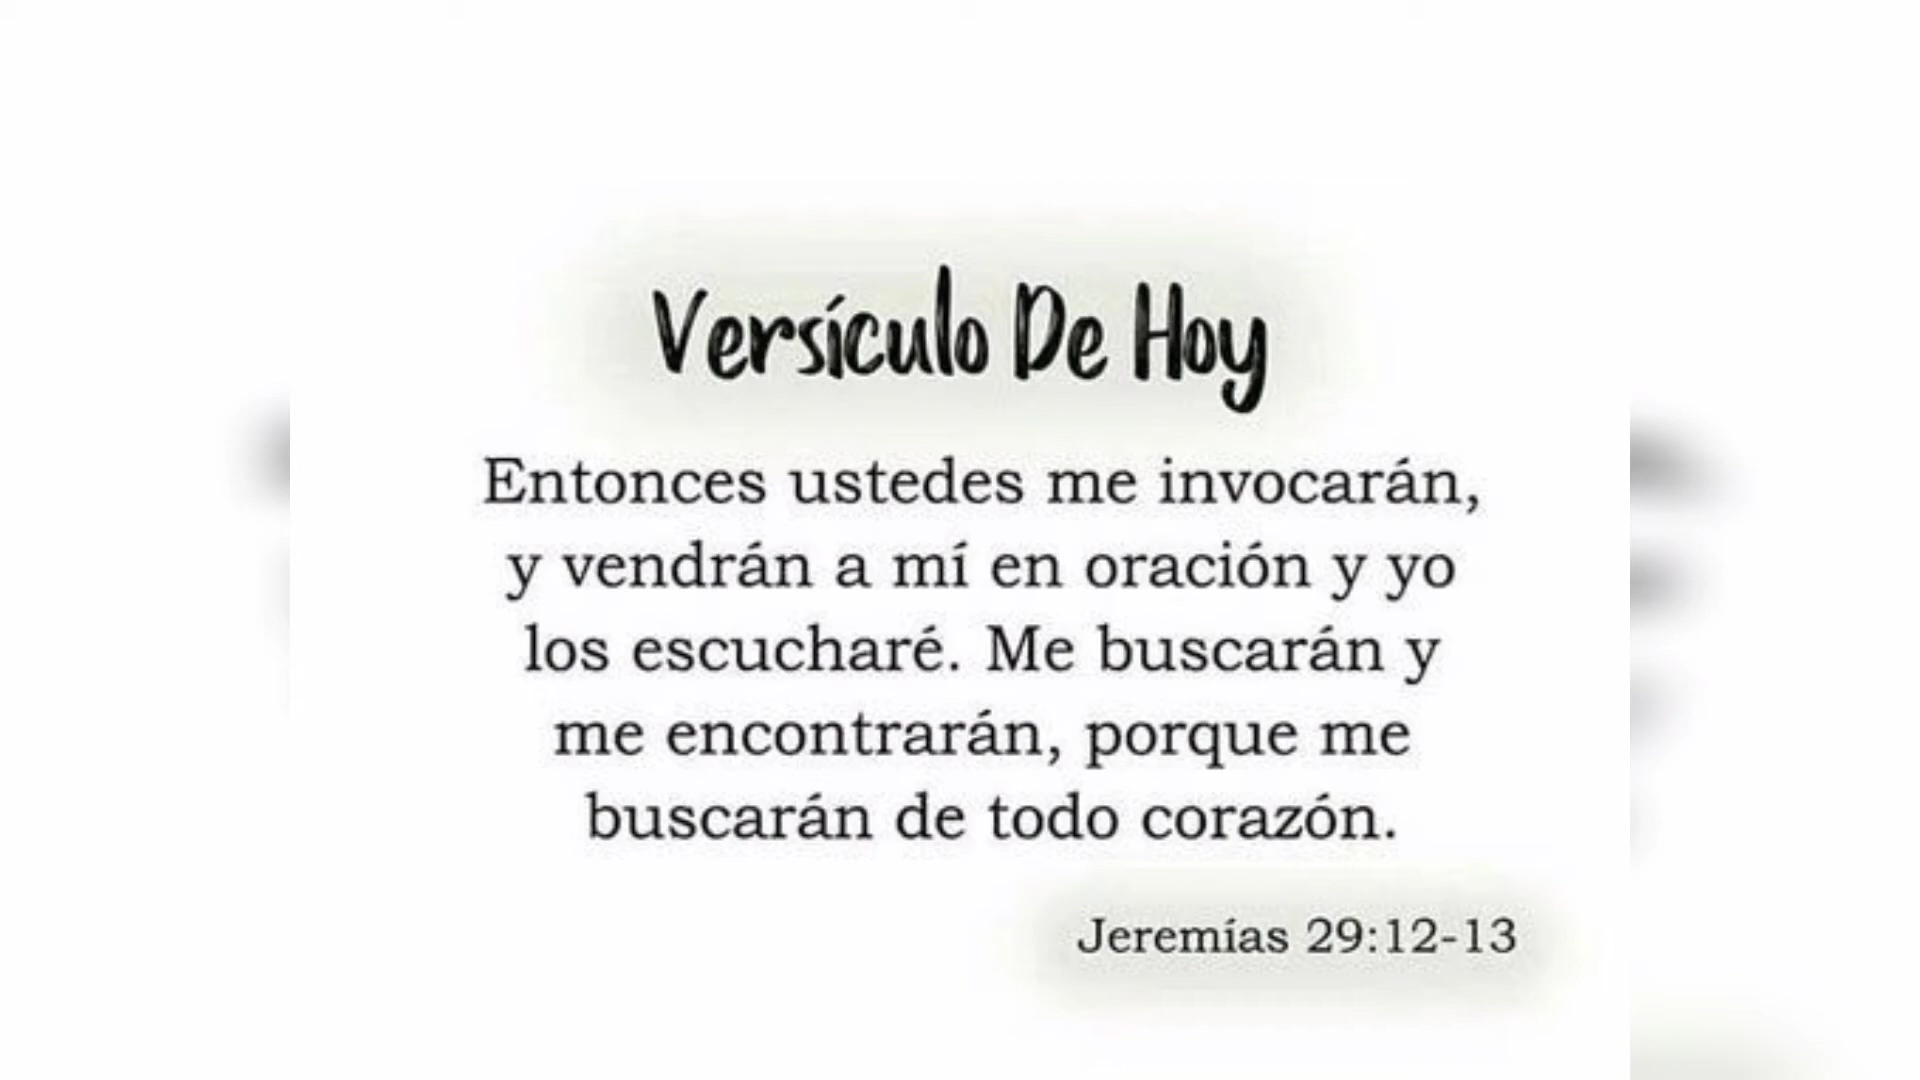 Versículo De Hoy
Entonces ustedes me invocarán,
y vendrán a mí en oración y yo
los escucharé. Me buscarán y
me encontrarán, porque me
buscarán de todo corazón.
Jeremías 29:12-13